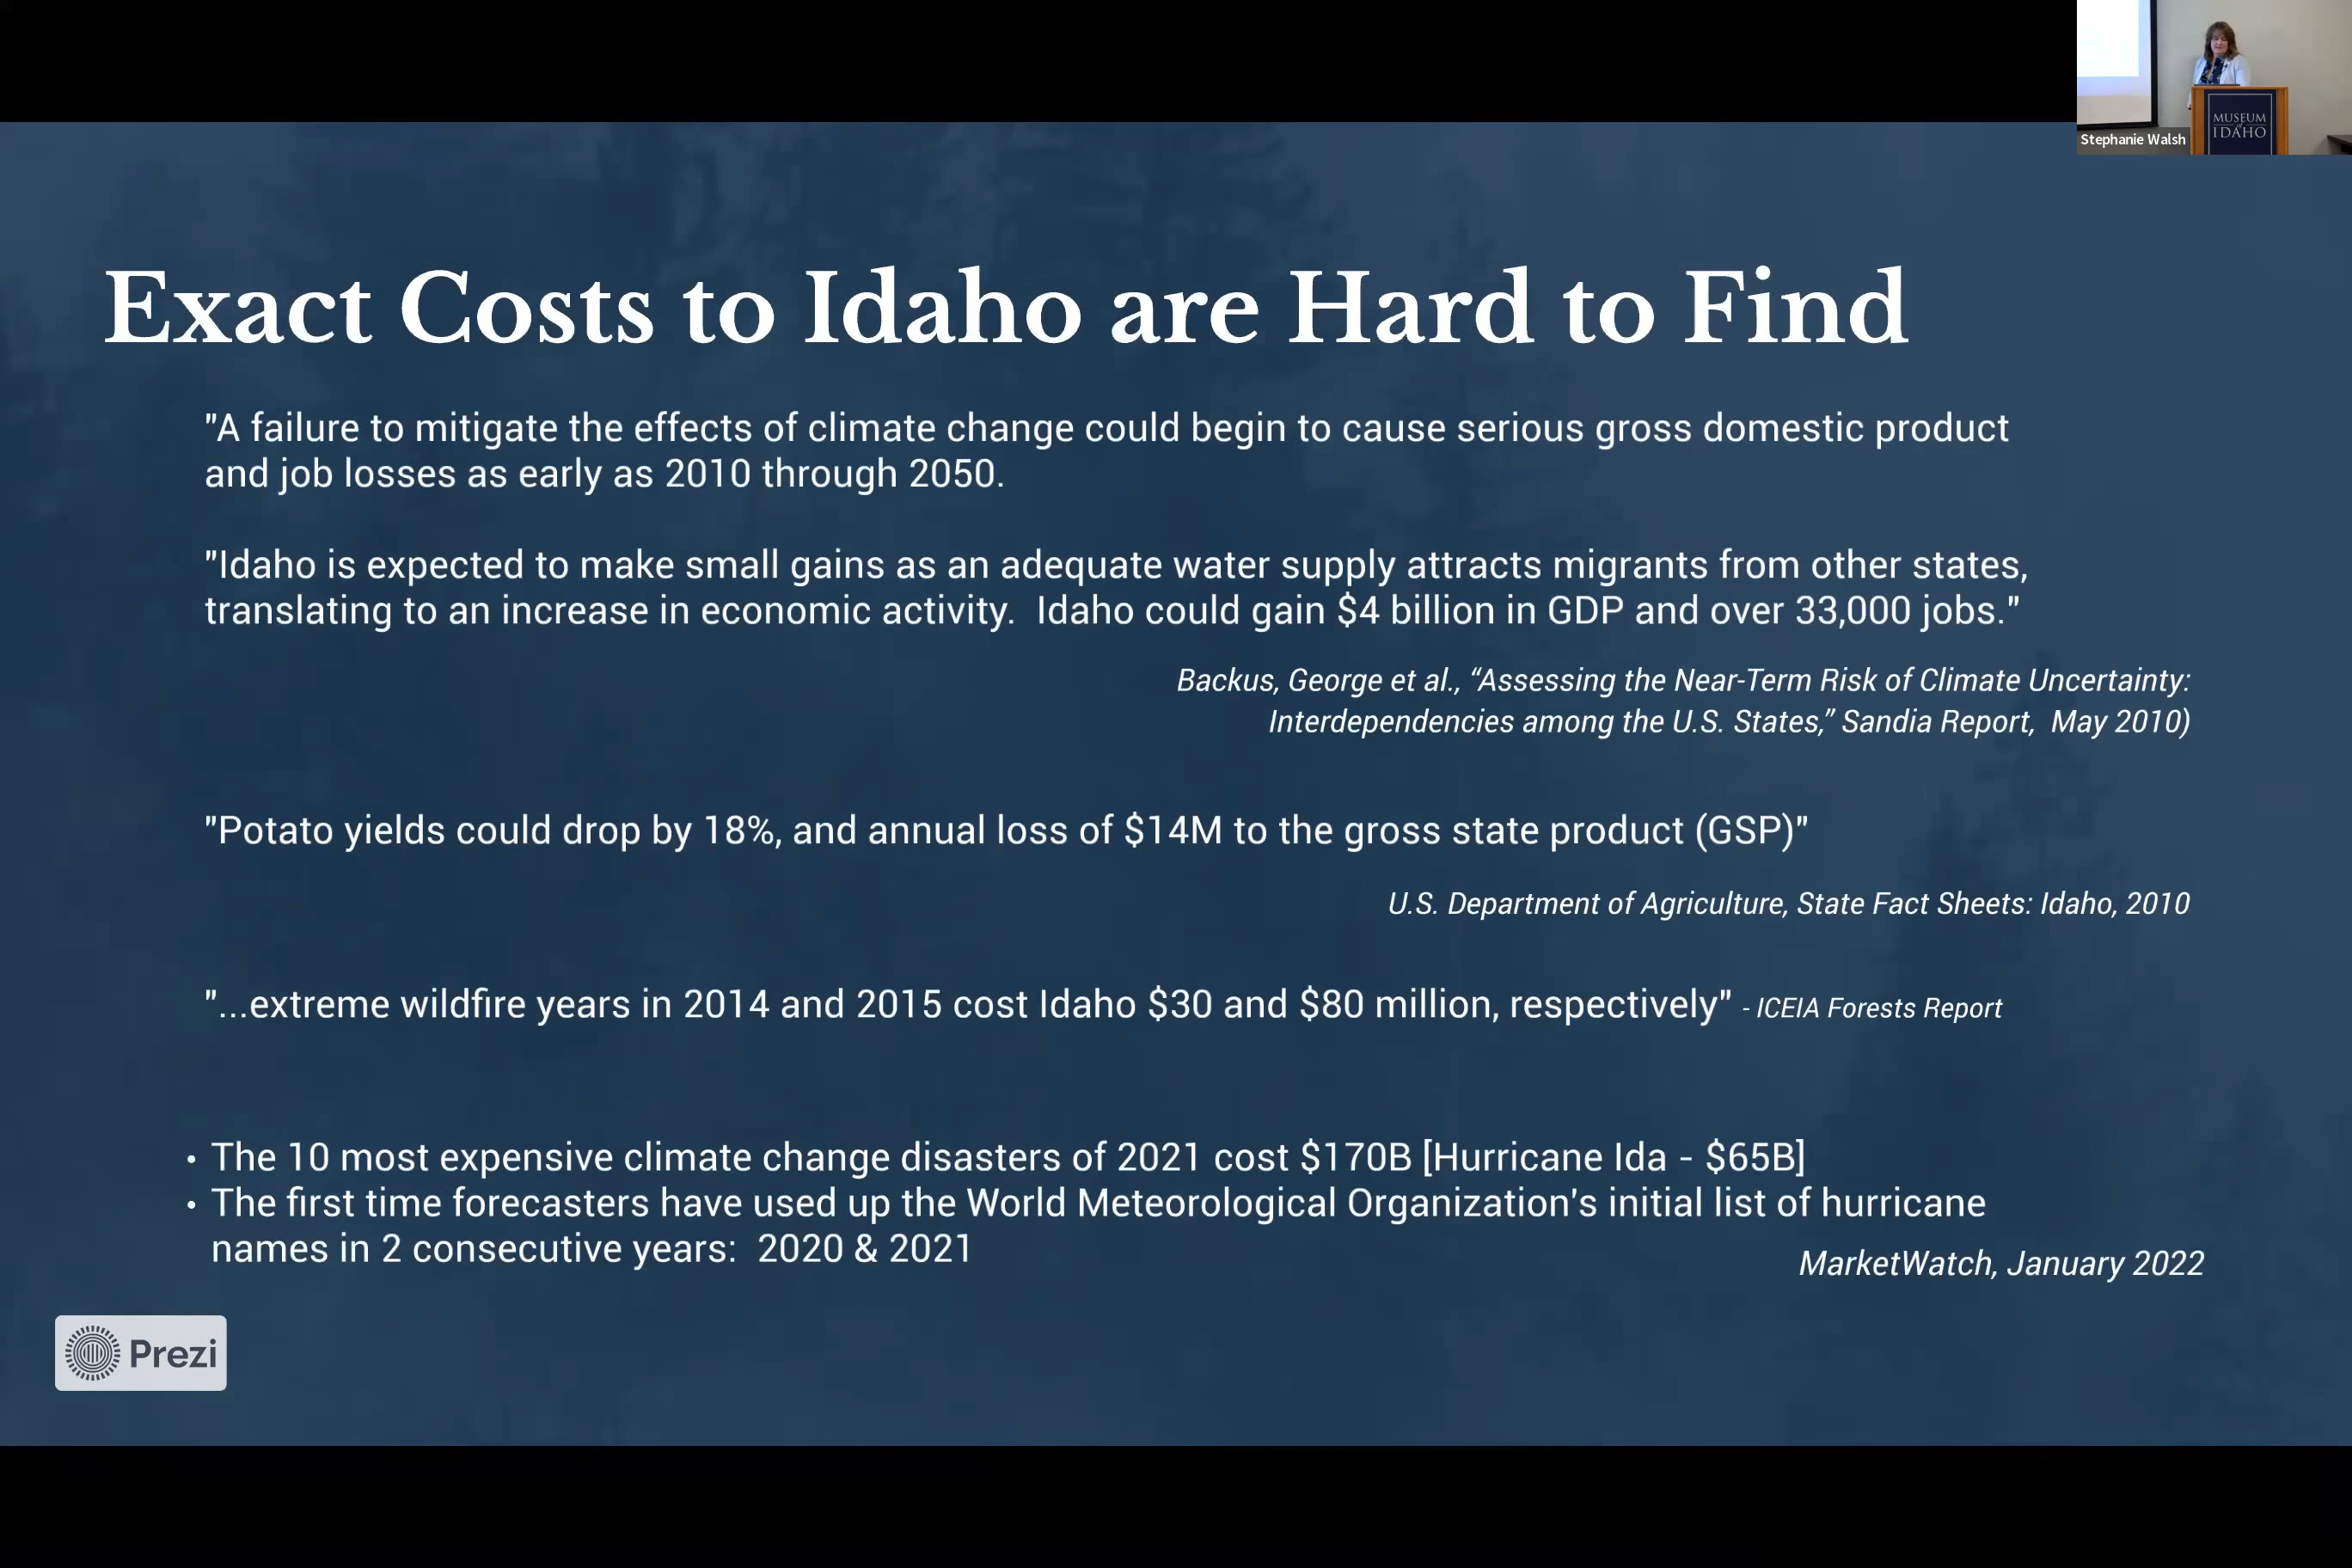 MUSEUM
of
IDAHO
Stephanie Walsh
Exact Costs to Idaho are Hard to Find
"A failure to mitigate the effects of climate change could begin to cause serious gross domestic product
and job losses as early as 2010 through 2050.
"Idaho is expected to make small gains as an adequate water supply attracts migrants from other states,
translating to an increase in economic activity.  Idaho could gain $4 billion in GDP and over 33,000 jobs."
Backus, George et al., “Assessing the Near-Term Risk of Climate Uncertainty:
Interdependencies among the U.S. States,” Sandia Report,  May 2010)
"Potato yields could drop by 18%, and annual loss of $14M to the gross state product (GSP)"
U.S. Department of Agriculture, State Fact Sheets: Idaho, 2010
"...extreme wildfire years in 2014 and 2015 cost Idaho $30 and $80 million, respectively" - ICEIA Forests Report
• The 10 most expensive climate change disasters of 2021 cost $170B [Hurricane Ida - $65B]
• The first time forecasters have used up the World Meteorological Organization's initial list of hurricane
names in 2 consecutive years:  2020 & 2021
MarketWatch, January 2022
Prezi